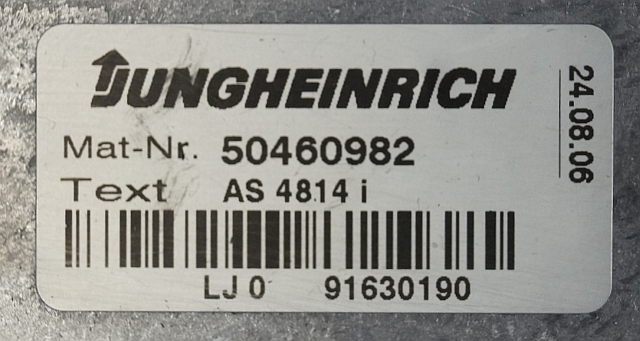 JUNGHEINRICH
Mat-Nr. 50460982
Text AS 4814 i
LJ 0 91630190
24.08.06